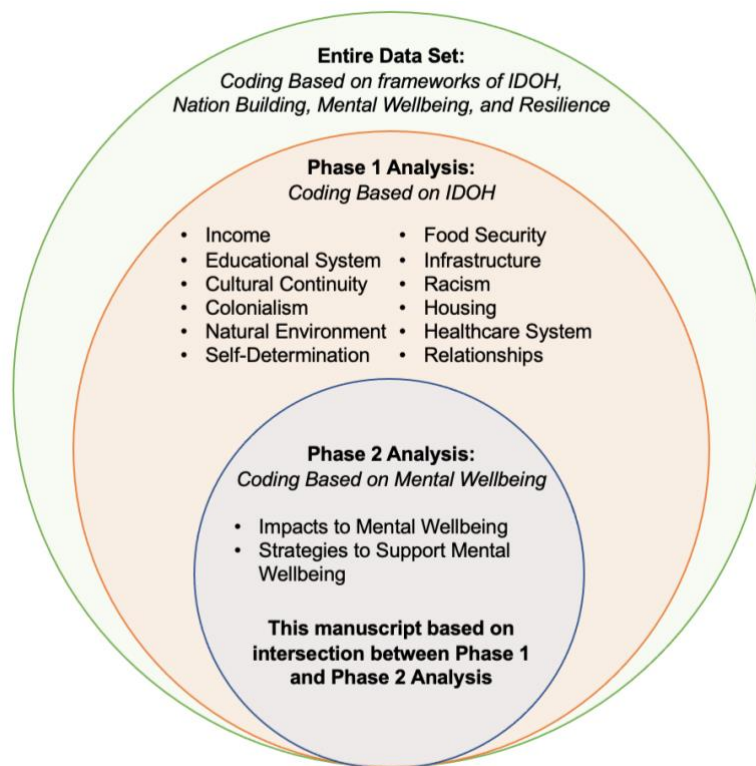 Entire Data Set:
Coding Based on frameworks of IDOH,
Nation Building, Mental Wellbeing, and Resilience
Phase 1 Analysis:
Coding Based on IDOH
• Income
• Educational System
• Cultural Continuity
• Colonialism
• Natural Environment
• Self-Determination
• Food Security
• Infrastructure
• Racism
• Housing
• Healthcare System
• Relationships
Phase 2 Analysis:
Coding Based on Mental Wellbeing
• Impacts to Mental Wellbeing
• Strategies to Support Mental
Wellbeing
This manuscript based on
intersection between Phase 1
and Phase 2 Analysis